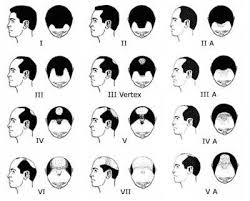 I II II A
III III Vertex III A
IV V IV A
VI VII V A